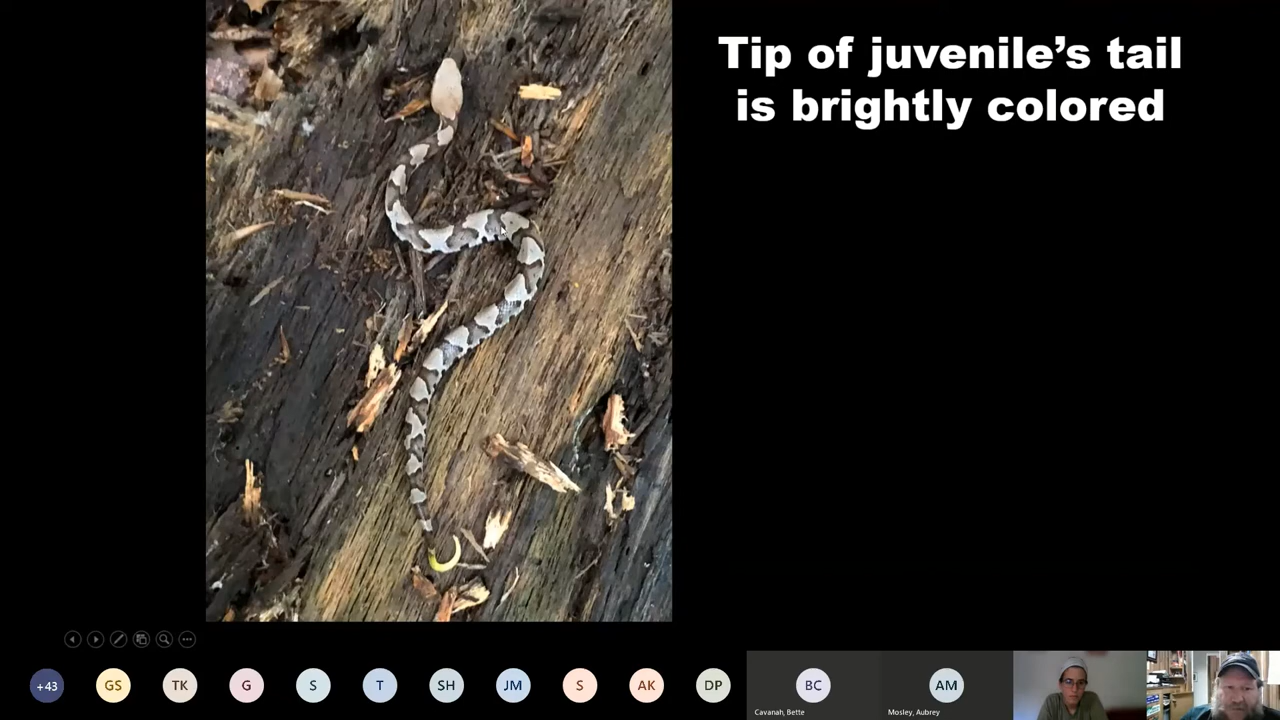 Tip of juvenile’s tail
is brightly colored
+43
GS
TK
G
S
T
SH
JM
S
AK
DP
BC
AM
Cavanah, Bette
Mosley, Aubrey